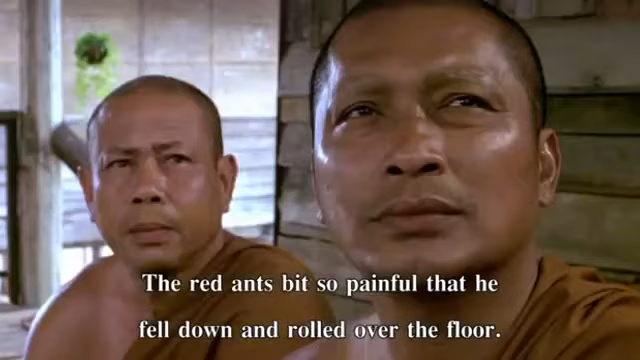 The red ants bit so painful that he
fell down and rolled over the floor.